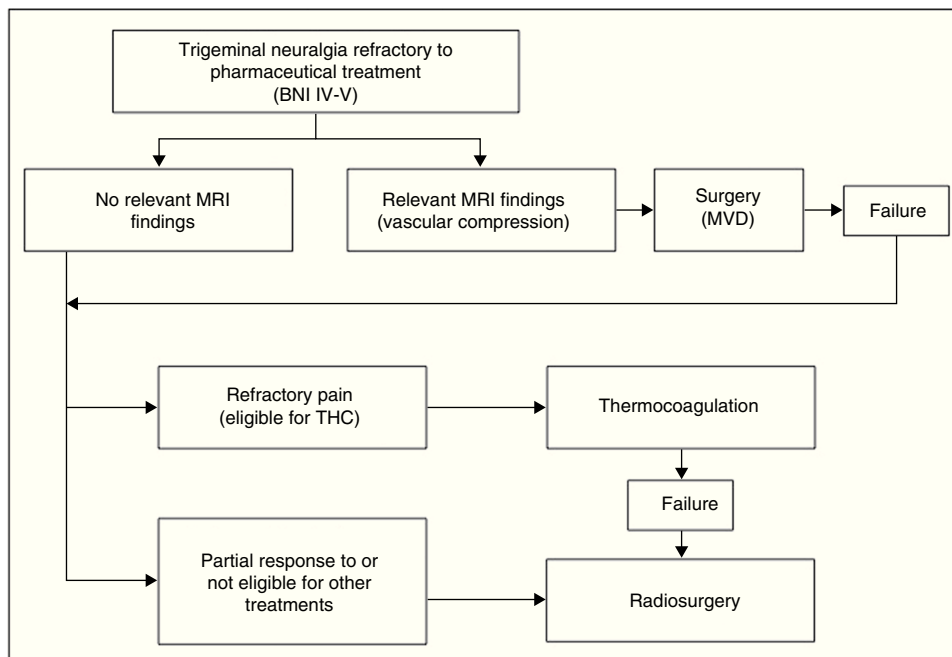 Trigeminal neuralgia refractory to
pharmaceutical treatment
(BNI IV-V)
No relevant MRI
findings
Relevant MRI findings
(vascular compression)
Surgery
(MVD)
Failure
Refractory pain
(eligible for THC)
Thermocoagulation
Failure
Partial response to or
not eligible for other
treatments
Radiosurgery